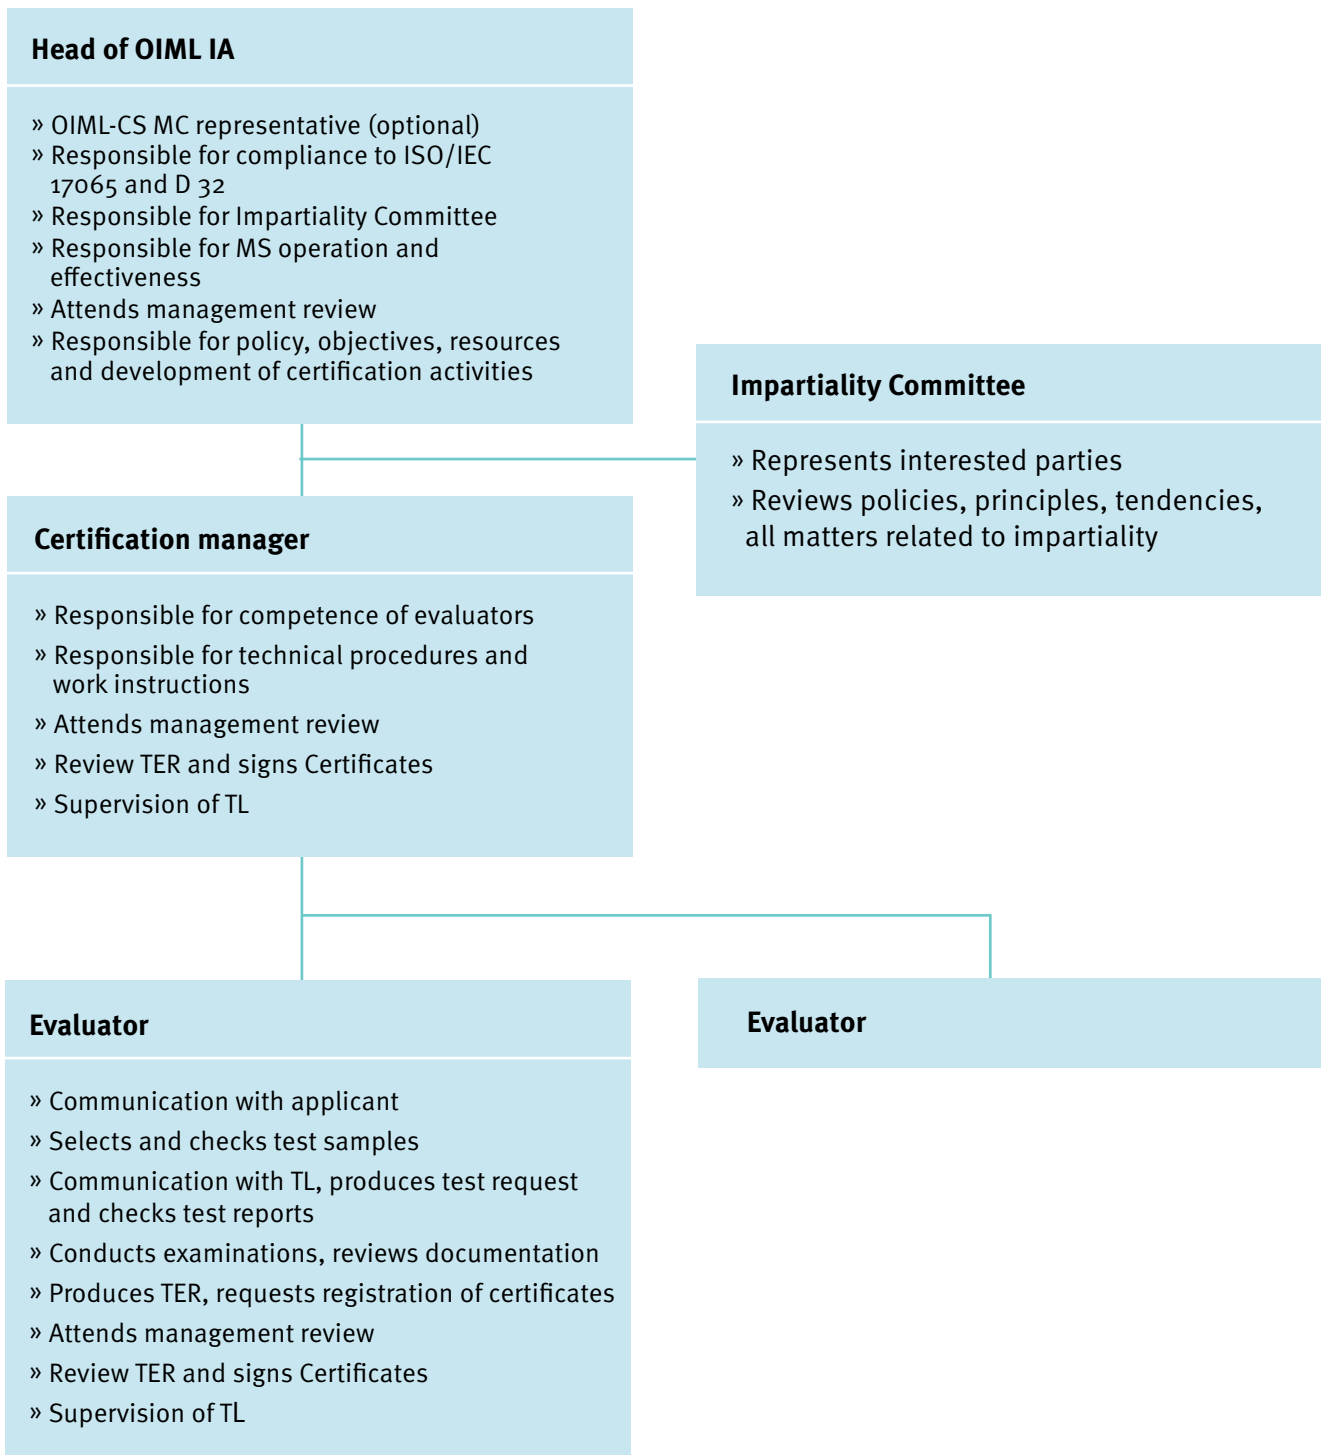 Head of OIML IA
» OIML-CS MC representative (optional)
» Responsible for compliance to ISO/IEC
17065 and D 32
» Responsible for Impartiality Committee
» Responsible for MS operation and
effectiveness
» Attends management review
» Responsible for policy, objectives, resources
and development of certification activities
Impartiality Committee
» Represents interested parties
» Reviews policies, principles, tendencies,
all matters related to impartiality
Certification manager
» Responsible for competence of evaluators
» Responsible for technical procedures and
work instructions
» Attends management review
» Review TER and signs Certificates
» Supervision of TL
Evaluator
» Communication with applicant
» Selects and checks test samples
» Communication with TL, produces test request
and checks test reports
» Conducts examinations, reviews documentation
» Produces TER, requests registration of certificates
» Attends management review
» Review TER and signs Certificates
» Supervision of TL
Evaluator